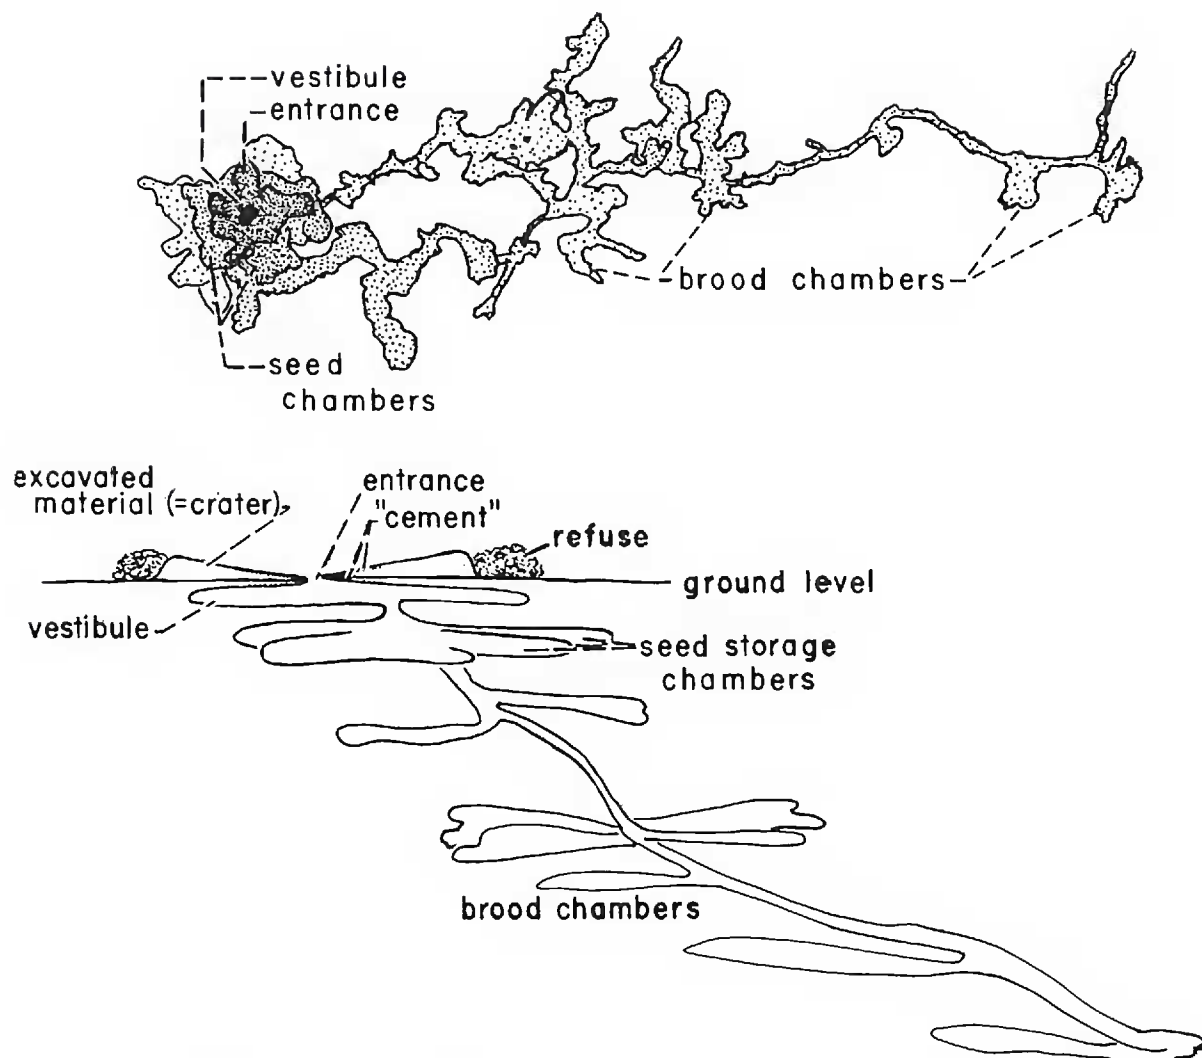 vestibule
entrance
brood chambers
seed
chambers
excavated
material (=crater)
entrance
"cement"
refuse
ground level
vestibule
seed storage
chambers
brood chambers